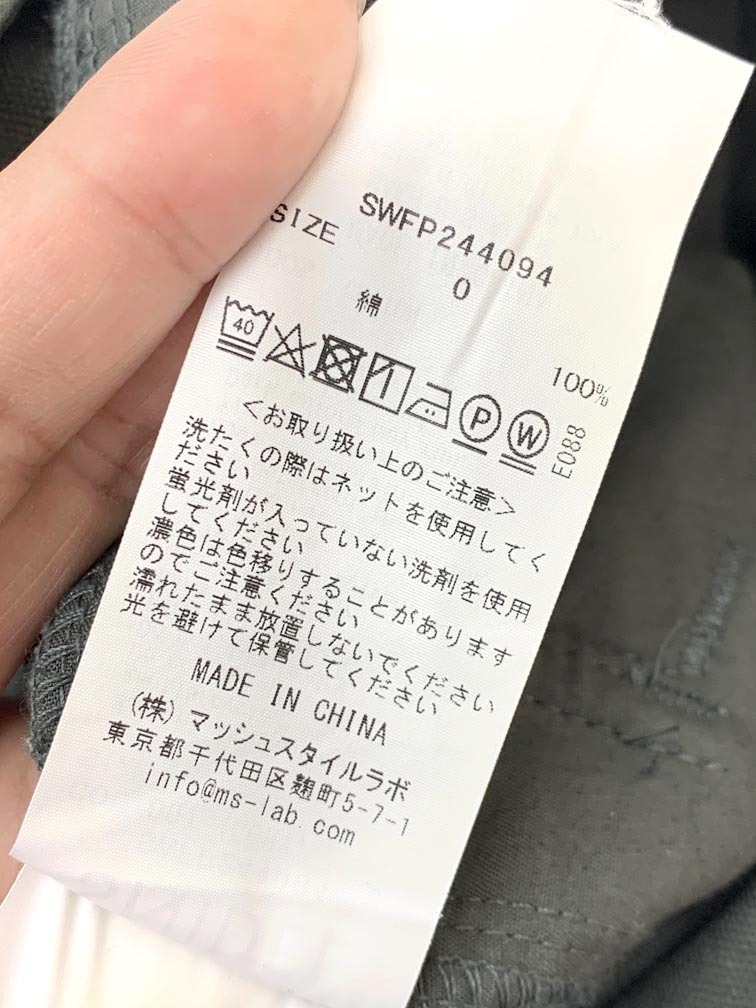 SWFP244094
SIZE 0
綿 100%
40
P W
E088
<お取り扱い上のご注意>
洗たくの際はネットを使用してく
ださい
蛍光剤が入っていない洗剤を使用
してください
濃色は色移りすることがあります
のでご注意ください
濡れたまま放置しないでください
光を避けて保管してください
MADE IN CHINA
(株)マッシュスタイルラボ
東京都千代田区麹町5-7-1
info@ms-lab.com